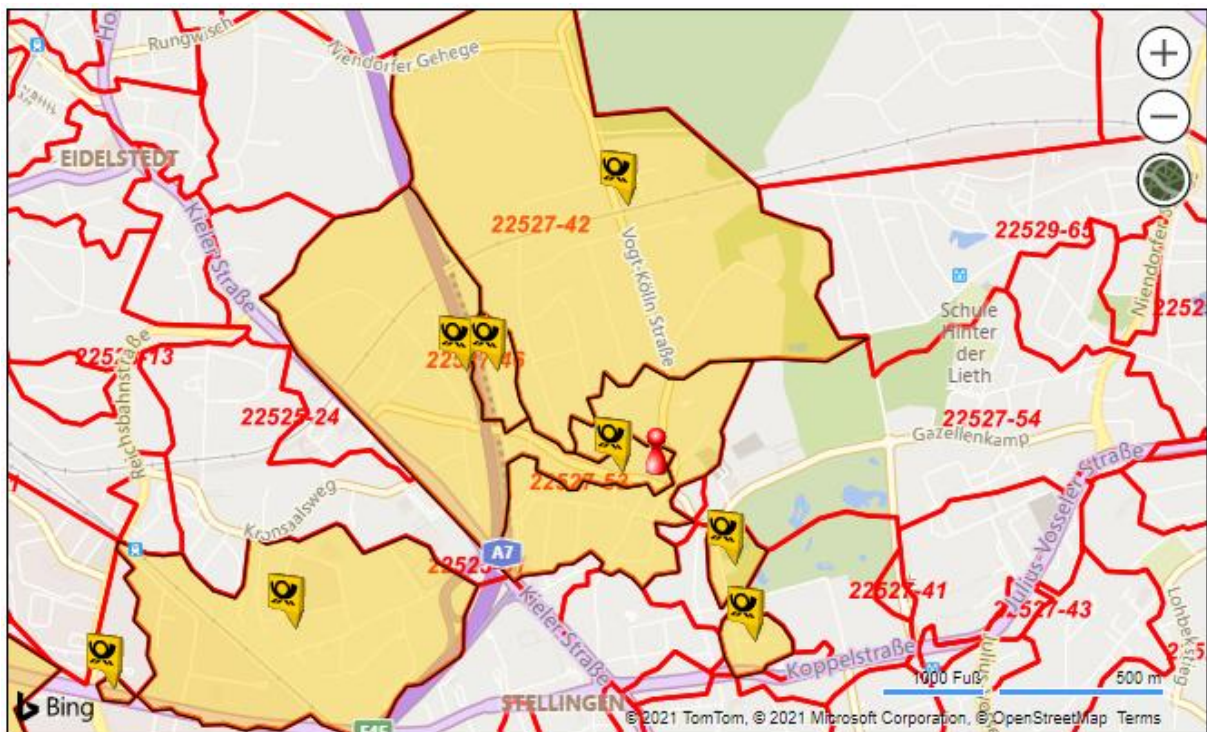 Rungwisch
Niendorfer Gehege
EIDELSTEDT
Kieler Straße
22527-42
Vogt-Kölln Straße
22529-65
Schule
Hinter
der
Lieth
Reichsbahnstraße
22525-24
22527-54
Gazellenkamp
22527-53
Kronsaalsweg
A7
Julius-Vosseler-Straße
22527-41
22527-43
Kieler Straße
Koppelstraße
Lohbekstieg
STELLINGEN
1000 Fuß
500 m
Bing
© 2021 TomTom, © 2021 Microsoft Corporation, © OpenStreetMap Terms